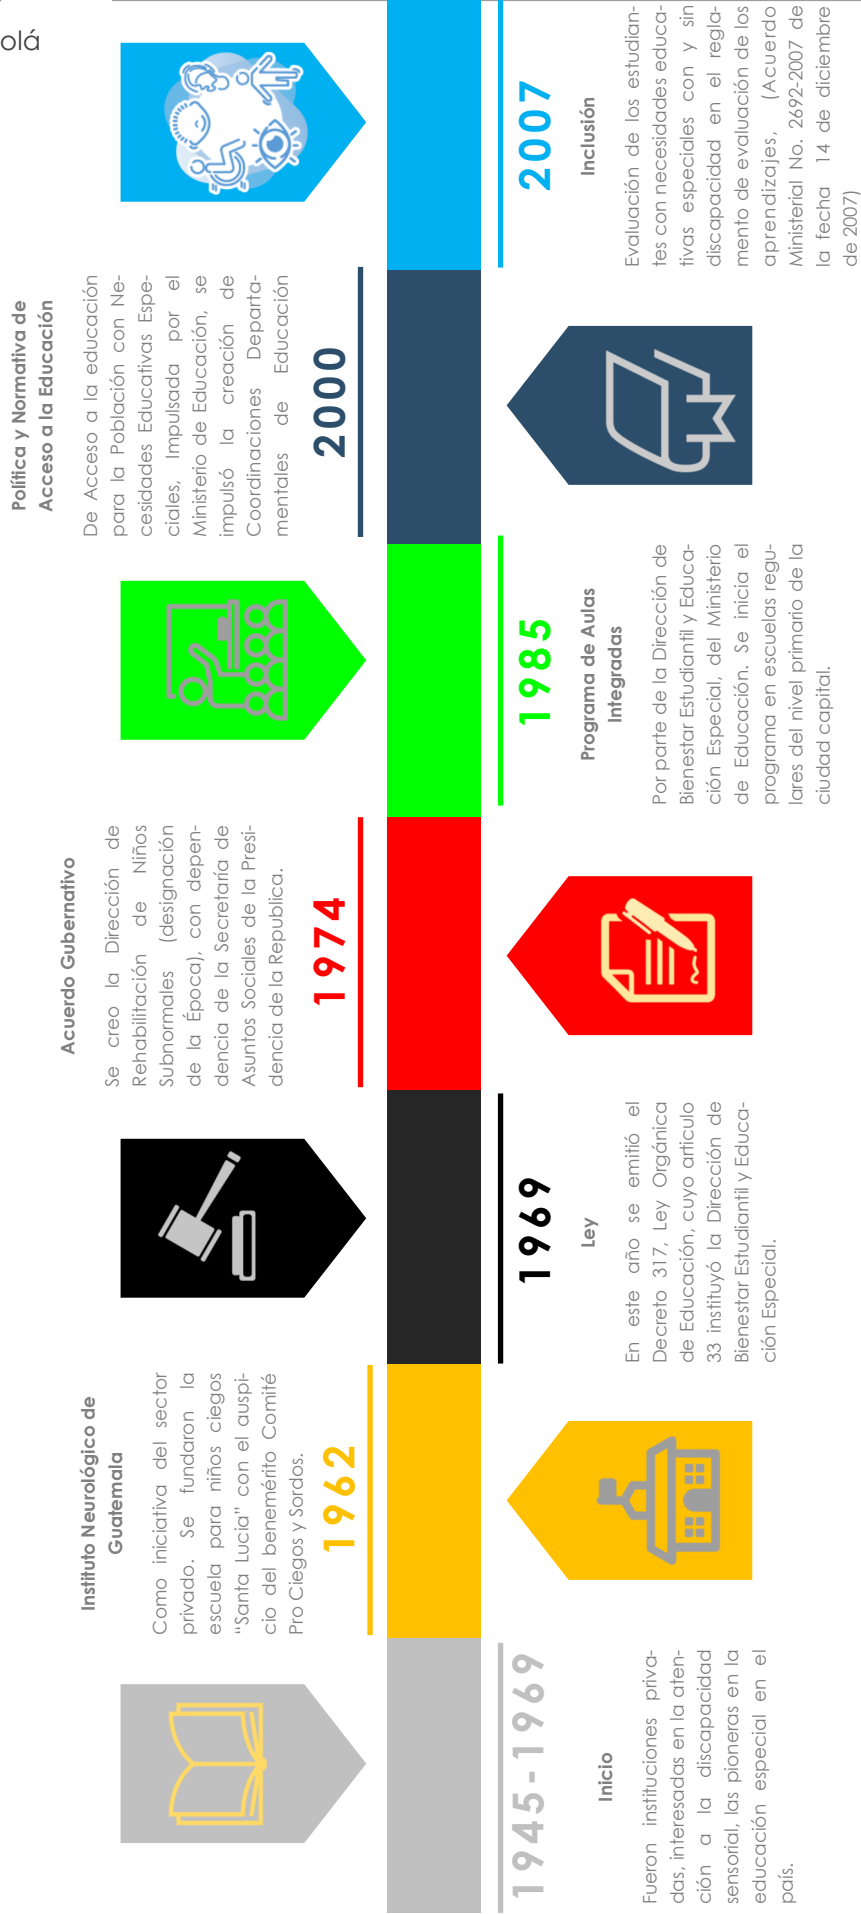 olá
1945-1969
Inicio
Fueron instituciones priva-
das, interesadas en la aten-
ción a la discapacidad
sensorial, las pioneras en la
educación especial en el
país.
Instituto Neurológico de
Guatemala
Como iniciativa del sector
privado. Se fundaron la
escuela para niños ciegos
“Santa Lucia” con el auspi-
cio del benemérito Comité
Pro Ciegos y Sordos.
1962
1969
Ley
En este año se emitió el
Decreto 317, Ley Orgánica
de Educación, cuyo articulo
33 instituyó la Dirección de
Bienestar Estudiantil y Educa-
ción Especial.
Acuerdo Gubernativo
Se creo la Dirección de
Rehabilitación de Niños
Subnormales (designación
de la Época), con depen-
dencia de la Secretaría de
Asuntos Sociales de la Presi-
dencia de la Republica.
1974
1985
Programa de Aulas
Integradas
Por parte de la Dirección de
Bienestar Estudiantil y Educa-
ción Especial, del Ministerio
de Educación. Se inicia el
programa en escuelas regu-
lares del nivel primario de la
ciudad capital.
Política y Normativa de
Acceso a la Educación
De Acceso a la educación
para la Población con Ne-
cesidades Educativas Espe-
ciales, Impulsada por el
Ministerio de Educación, se
impulsó la creación de
Coordinaciones Departa-
mentales de Educación
2000
2007
Inclusión
Evaluación de los estudian-
tes con necesidades educa-
tivas especiales con y sin
discapacidad en el regla-
mento de evaluación de los
aprendizajes, (Acuerdo
Ministerial No. 2692-2007 de
la fecha 14 de diciembre
de 2007)